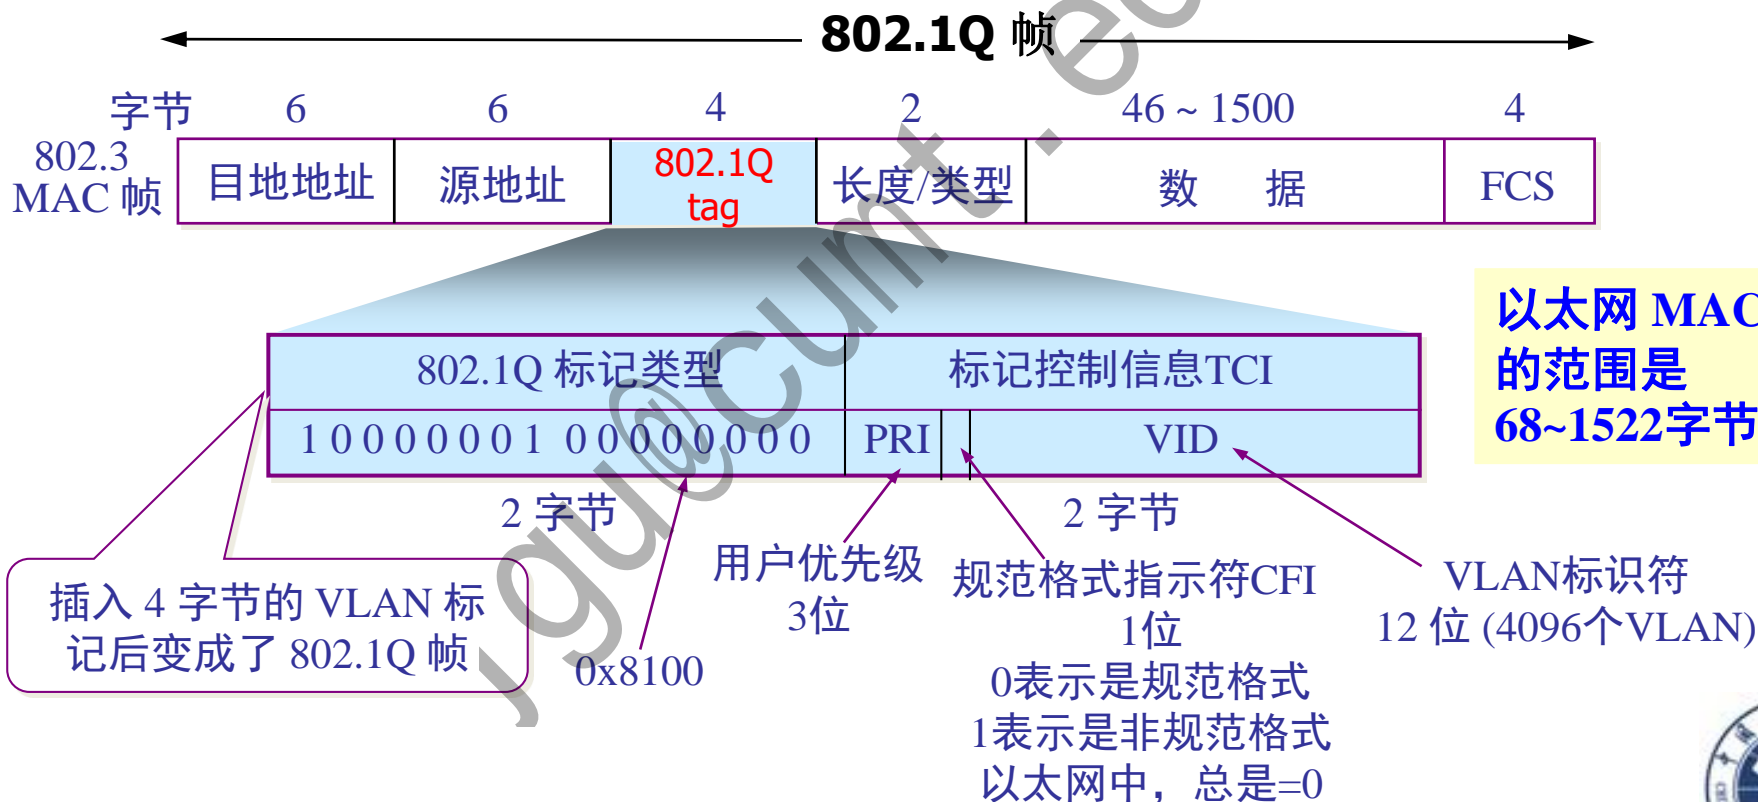 802.1Q 帧
字节 6 6 4 2 46 ~ 1500 4
802.3
MAC 帧
目地地址 源地址 802.1Q tag 长度/类型 数 据 FCS
以太网 MAC
的范围是
68~1522字节
802.1Q 标记类型 标记控制信息TCI
1 0 0 0 0 0 0 1 0 0 0 0 0 0 0 0 PRI VID
2 字节 2 字节
插入 4 字节的 VLAN 标
记后变成了 802.1Q 帧
0x8100
用户优先级
3位
规范格式指示符CFI
1位
0表示是规范格式
1表示是非规范格式
以太网中，总是=0
VLAN标识符
12 位 (4096个VLAN)
gu@cumt.ec